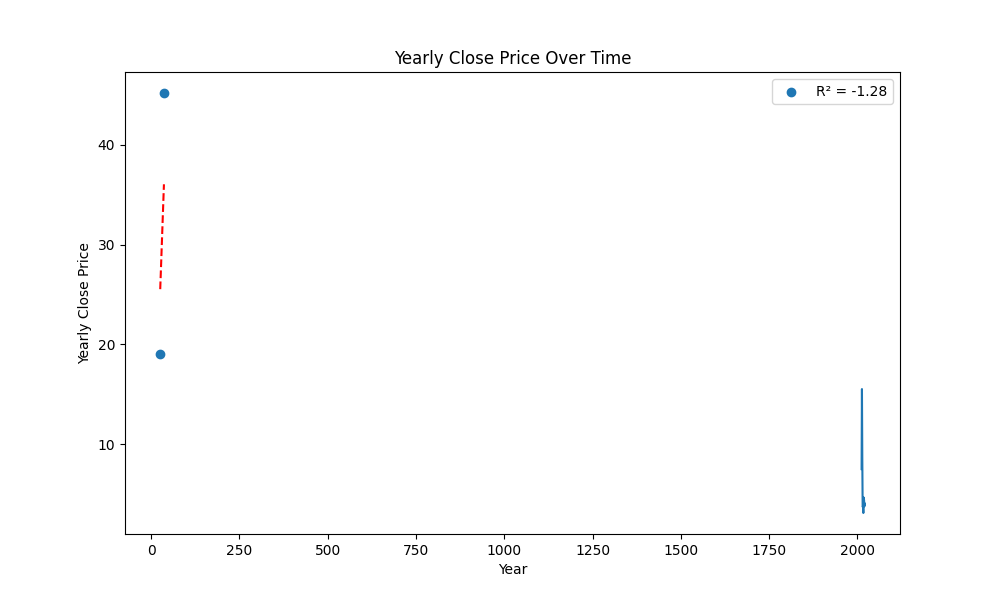 Yearly Close Price Over Time
R² = -1.28
40
30
20
10
Yearly Close Price
0 250 500 750 1000 1250 1500 1750 2000
Year